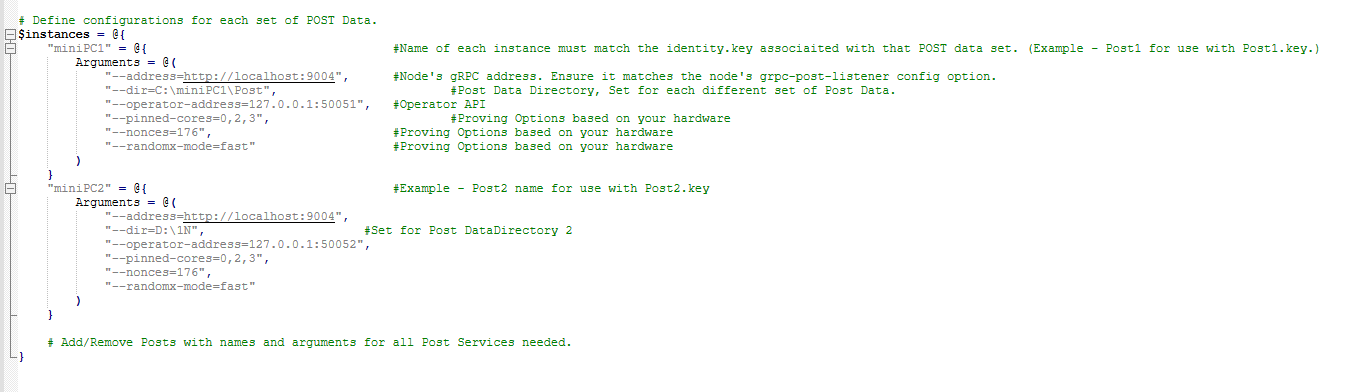 # Define configurations for each set of POST Data.
$instances = @{
"miniPC1" = @{ #Name of each instance must match the identity.key associaited with that POST data set. (Example - Post1 for use with Post1.key.)
Arguments = @(
"--address=http://localhost:9004", #Node's gRPC address. Ensure it matches the node's grpc-post-listener config option.
"--dir=C:\miniPC1\Post", #Post Data Directory, Set for each different set of Post Data.
"--operator-address=127.0.0.1:50051", #Operator API
"--pinned-cores=0,2,3", #Proving Options based on your hardware
"--nonces=176", #Proving Options based on your hardware
"--randomx-mode=fast" #Proving Options based on your hardware
)
}
"miniPC2" = @{ #Example - Post2 name for use with Post2.key
Arguments = @(
"--address=http://localhost:9004",
"--dir=D:\1N", #Set for Post DataDirectory 2
"--operator-address=127.0.0.1:50052",
"--pinned-cores=0,2,3",
"--nonces=176",
"--randomx-mode=fast"
)
}
# Add/Remove Posts with names and arguments for all Post Services needed.
}